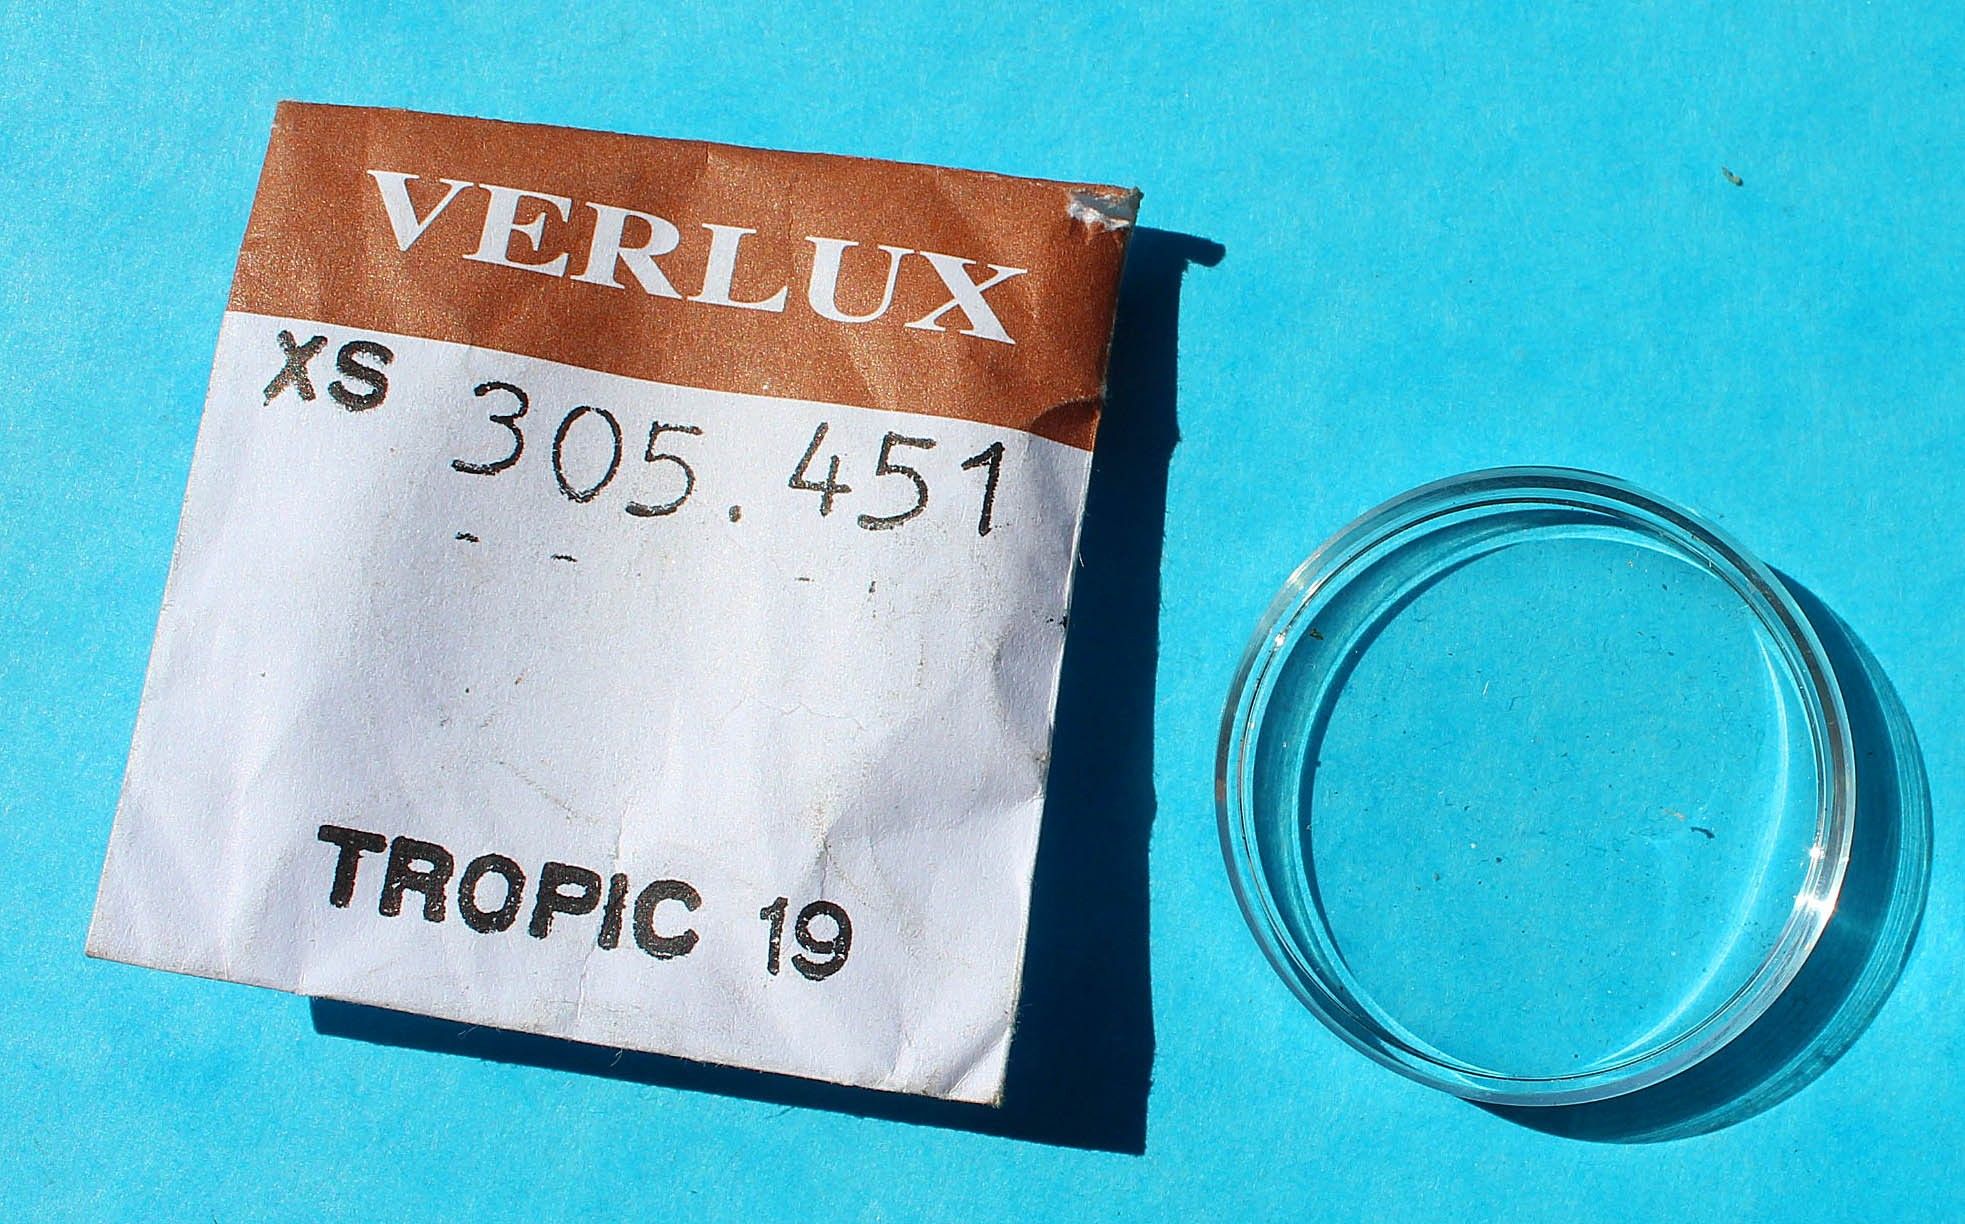 VERLUX
XS 305.451
TROPIC 19